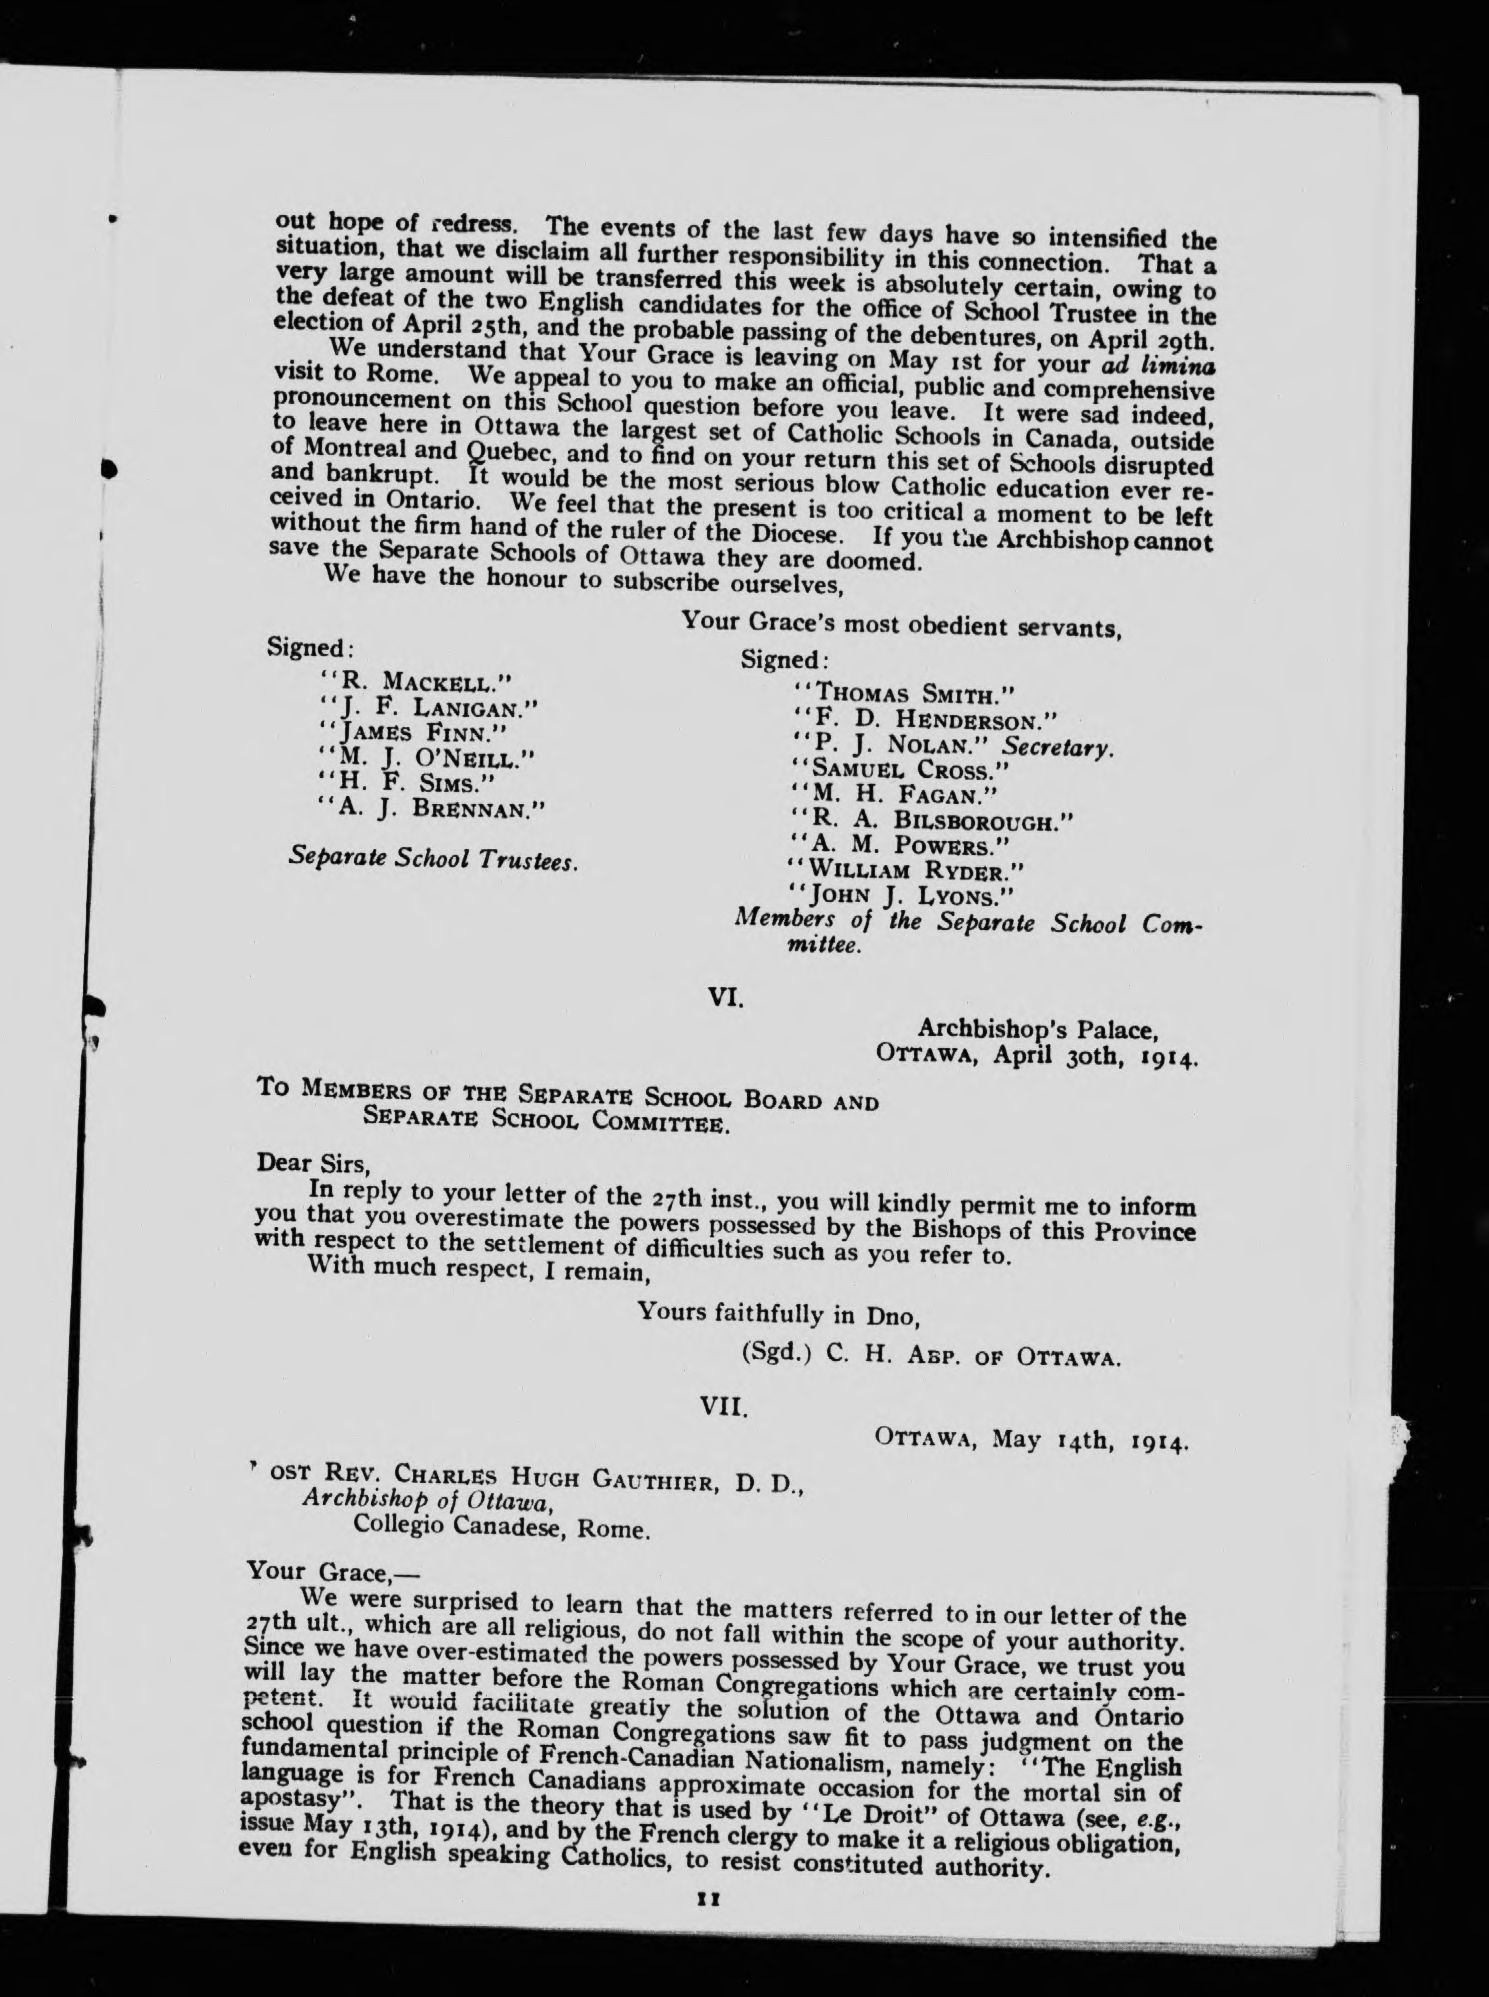 out hope of redress. The events of the last few days have so intensified the
situation, that we disclaim all further responsibility in this connection. That a
very large amount will be transferred this week is absolutely certain, owing to
the defeat of the two English candidates for the office of School Trustee in the
election of April 25th, and the probable passing of the debentures, on April 29th.
We understand that Your Grace is leaving on May 1st for your ad limina
visit to Rome. We appeal to you to make an official, public and comprehensive
pronouncement on this School question before you leave. It were sad indeed,
to leave here in Ottawa the largest set of Catholic Schools in Canada, outside
of Montreal and Quebec, and to find on your return this set of Schools disrupted
and bankrupt. It would be the most serious blow Catholic education ever re-
ceived in Ontario. We feel that the present is too critical a moment to be left
without the firm hand of the ruler of the Diocese. If you the Archbishop cannot
save the Separate Schools of Ottawa they are doomed.
We have the honour to subscribe ourselves,
Your Grace's most obedient servants,
Signed:
"R. MACKELL."
"J. F. LANIGAN."
"JAMES FINN."
"M. J. O'NEILL."
"H. F. SIMS."
"A. J. BRENNAN."
Separate School Trustees.
Signed:
"THOMAS SMITH."
"F. D. HENDERSON."
"P. J. NOLAN." Secretary.
"SAMUEL CROSS."
"M. H. FAGAN."
"R. A. BILSBOROUGH."
"A. M. POWERS."
"WILLIAM RYDER."
"JOHN J. LYONS."
Members of the Separate School Com-
mittee.
VI.
Archbishop's Palace,
OTTAWA, April 30th, 1914.
TO MEMBERS OF THE SEPARATE SCHOOL BOARD AND
SEPARATE SCHOOL COMMITTEE.
Dear Sirs,
In reply to your letter of the 27th inst., you will kindly permit me to inform
you that you overestimate the powers possessed by the Bishops of this Province
with respect to the settlement of difficulties such as you refer to.
With much respect, I remain,
Yours faithfully in Dno,
(Sgd.) C. H. ABP. OF OTTAWA.
VII.
OTTAWA, May 14th, 1914.
OST REV. CHARLES HUGH GAUTHIER, D. D.,
Archbishop of Ottawa,
Collegio Canadese, Rome.
Your Grace,—
We were surprised to learn that the matters referred to in our letter of the
27th ult., which are all religious, do not fall within the scope of your authority.
Since we have over-estimated the powers possessed by Your Grace, we trust you
will lay the matter before the Roman Congregations which are certainly com-
petent. It would facilitate greatly the solution of the Ottawa and Ontario
school question if the Roman Congregations saw fit to pass judgment on the
fundamental principle of French-Canadian Nationalism, namely: "The English
language is for French Canadians approximate occasion for the mortal sin of
apostasy". That is the theory that is used by "Le Droit" of Ottawa (see, e.g.,
issue May 13th, 1914), and by the French clergy to make it a religious obligation,
even for English speaking Catholics, to resist constituted authority.
11